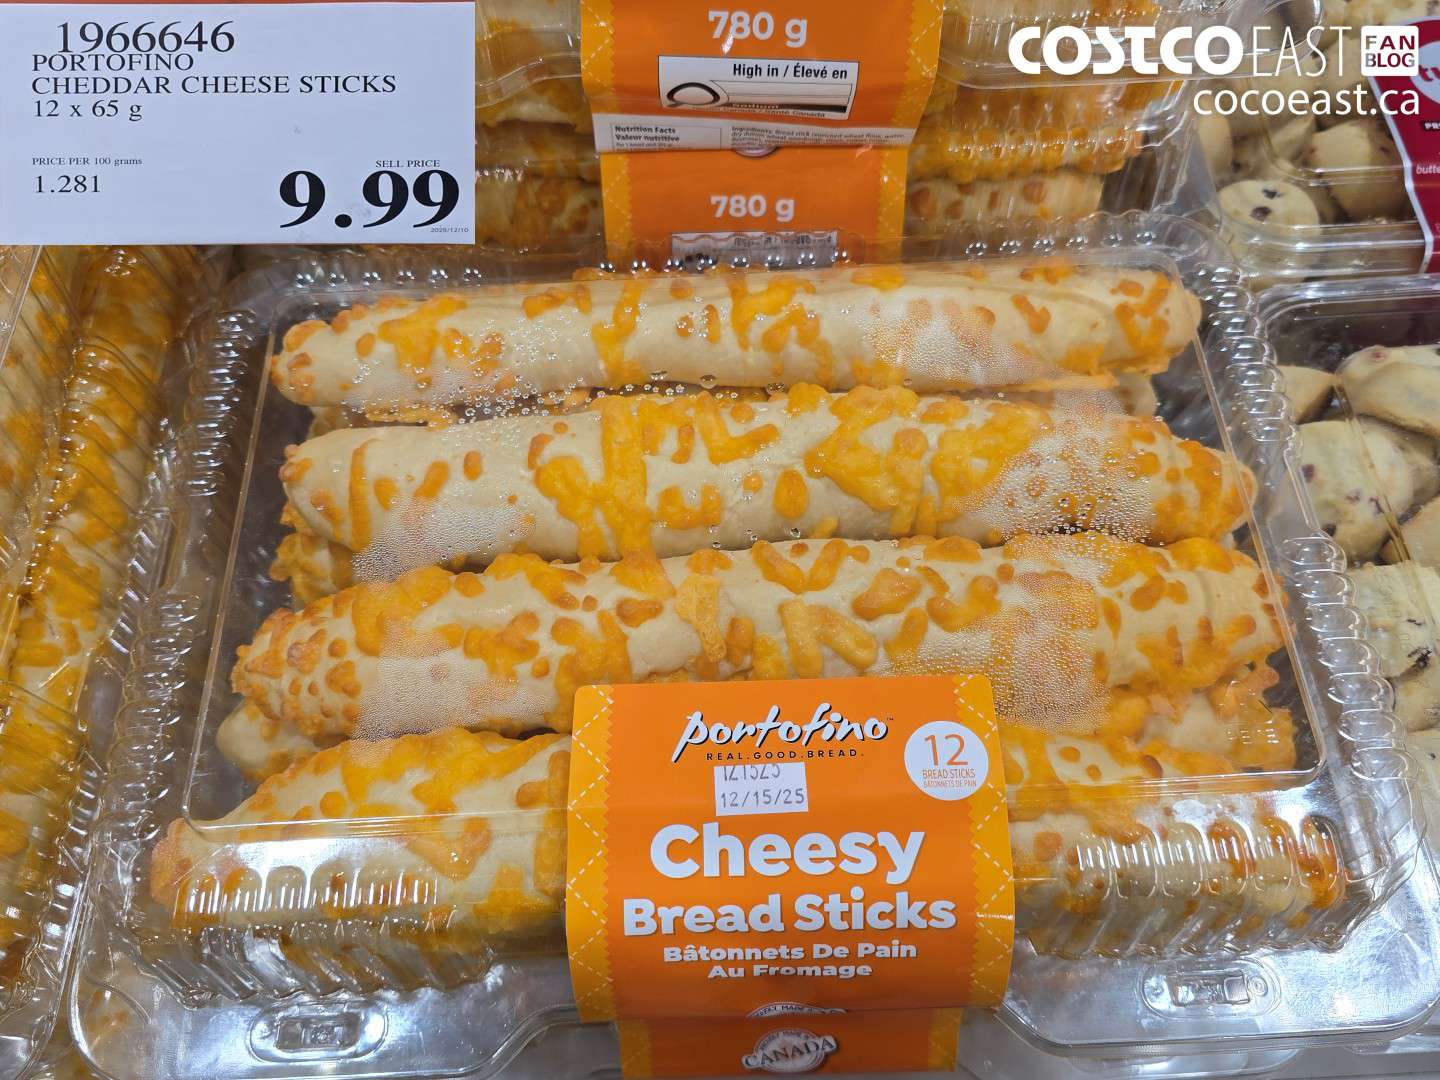 1966646
PORTOFINO
CHEDDAR CHEESE STICKS
12 x 65 g
PRICE PER 100 grams
1.281
SELL PRICE
9.99
780 g
High in / Élevé en
Nutrition Facts
Valeur nutritive
780 g
COSTCO EAST FAN BLOG
cocoeast.ca
portofino™
REAL.GOOD.BREAD.
12
BREAD STICKS
BÂTONNETS DE PAIN
121525
12/15/25
Cheesy
Bread Sticks
Bâtonnets De Pain
Au Fromage
CANADA